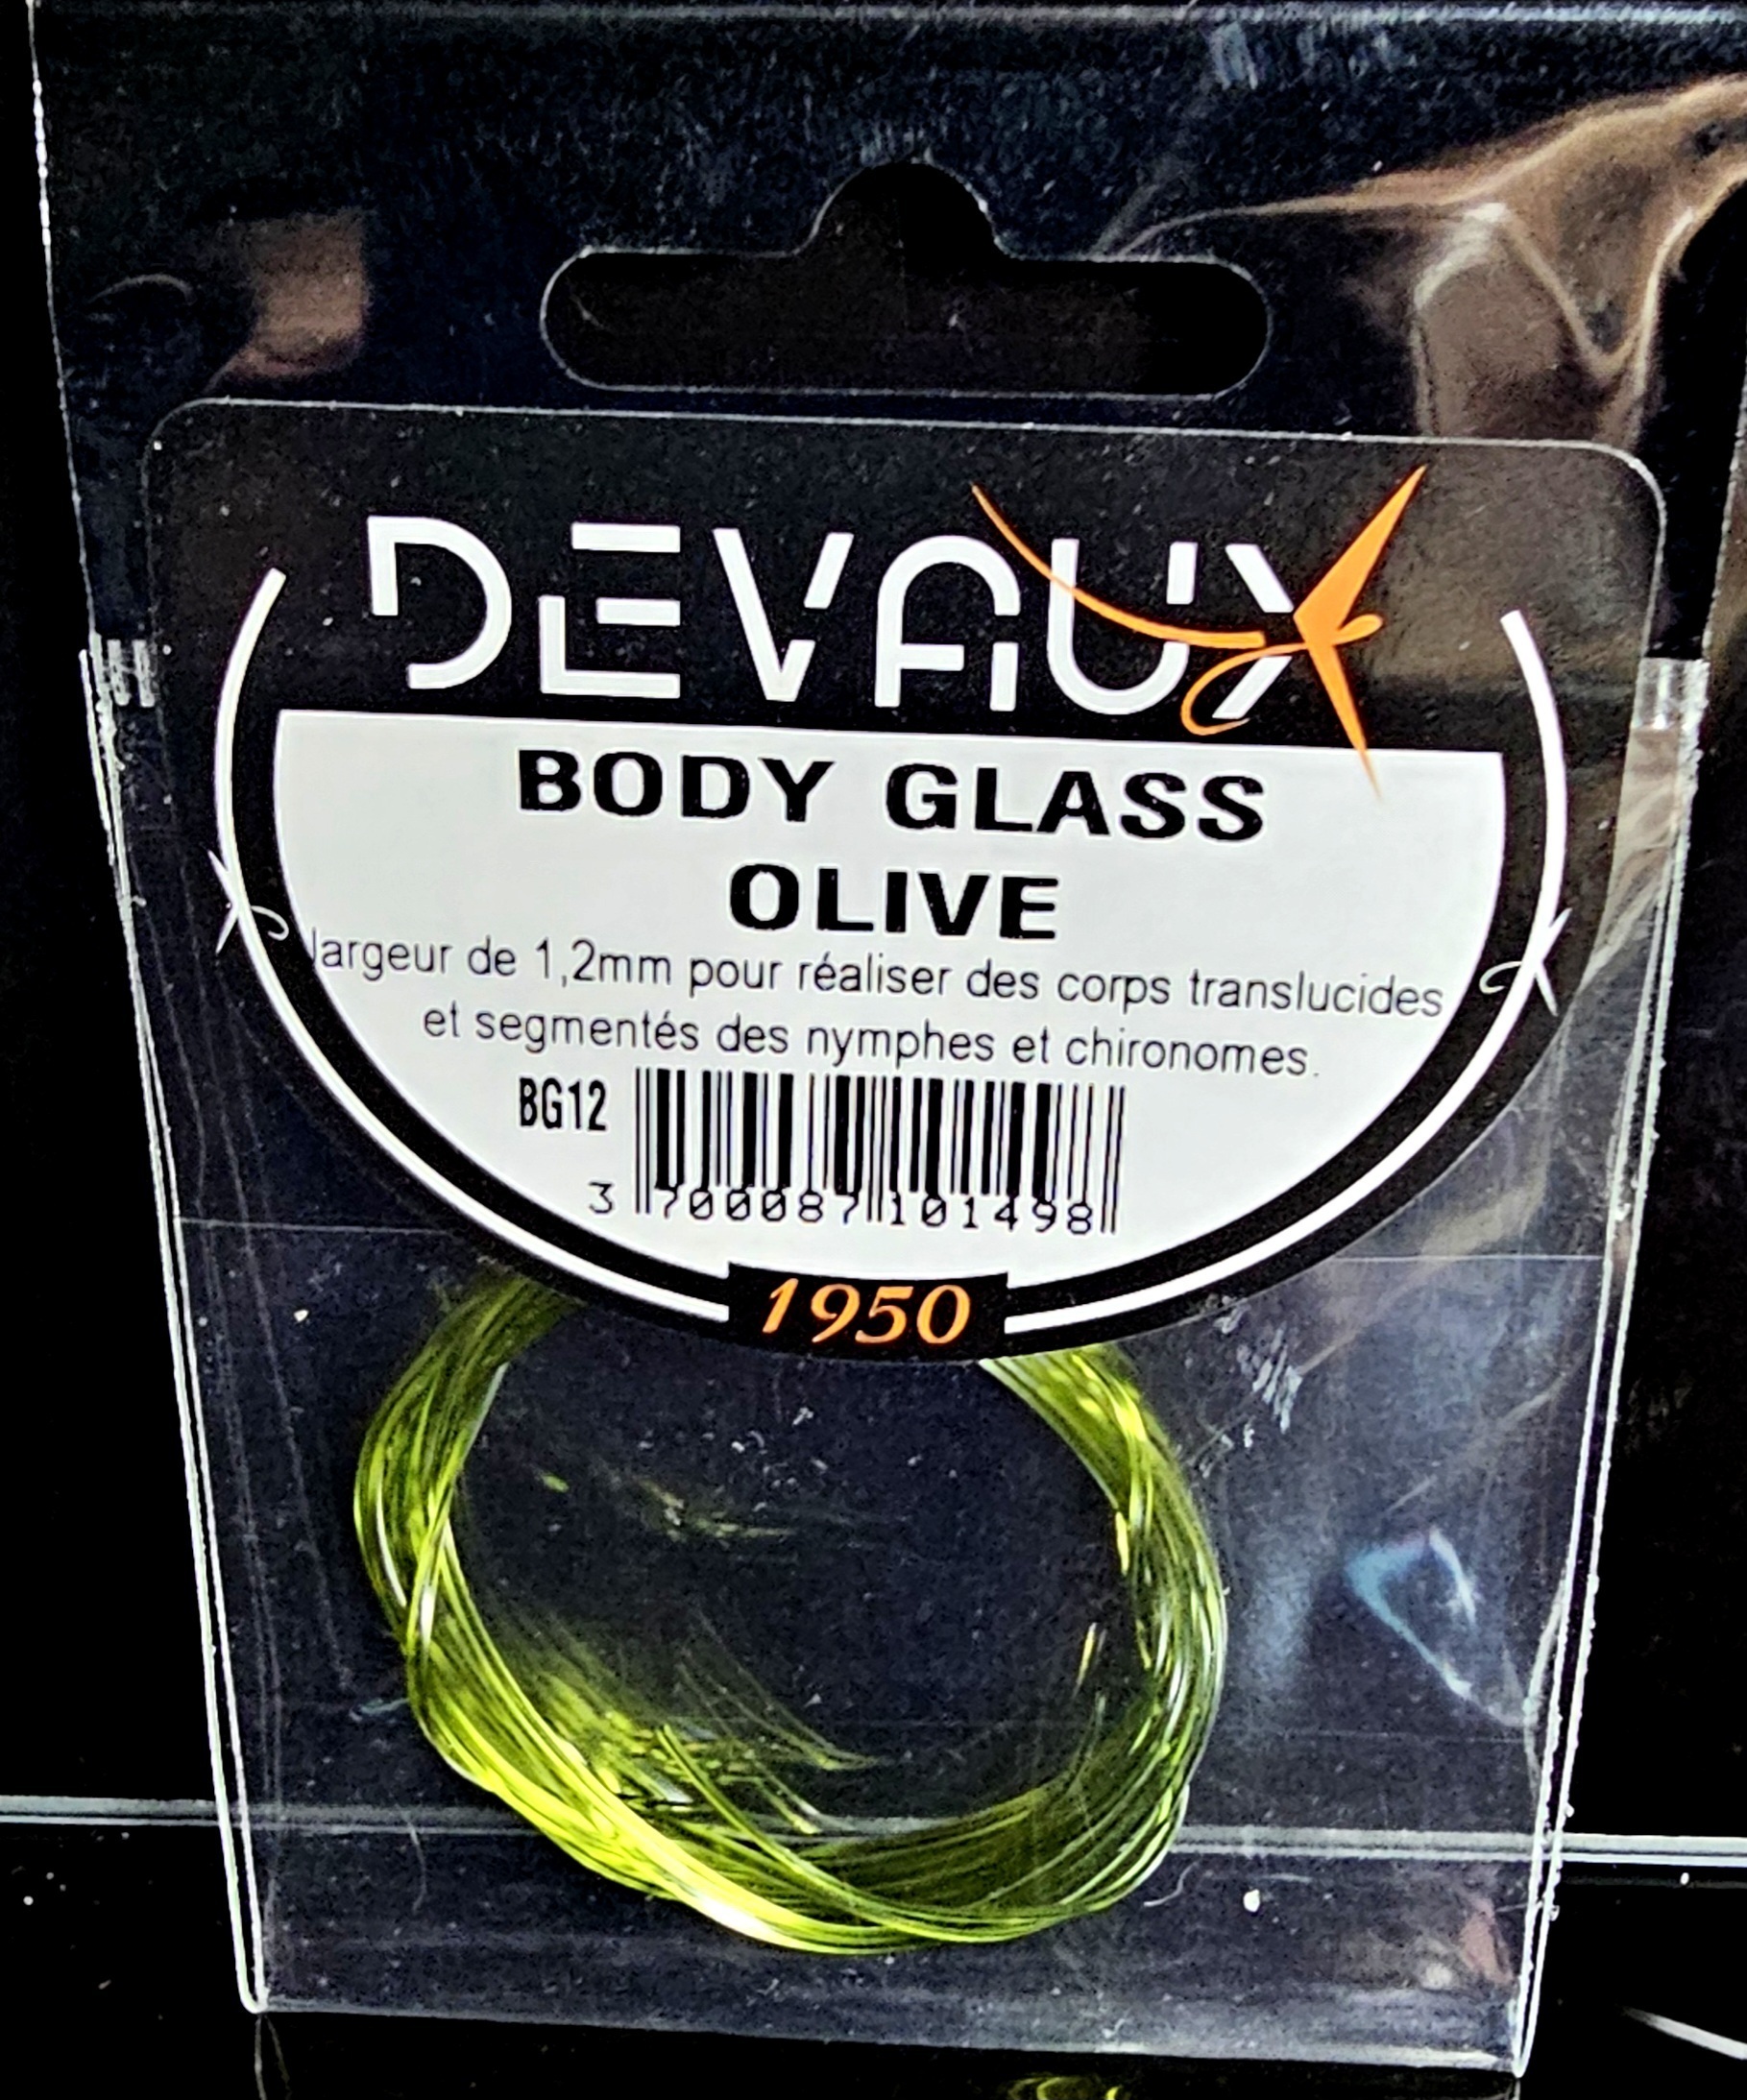 DEVAUX
BODY GLASS
OLIVE
largeur de 1,2mm pour réaliser des corps translucides
et segmentés des nymphes et chironomes.
BG12
3 700087 101498
1950